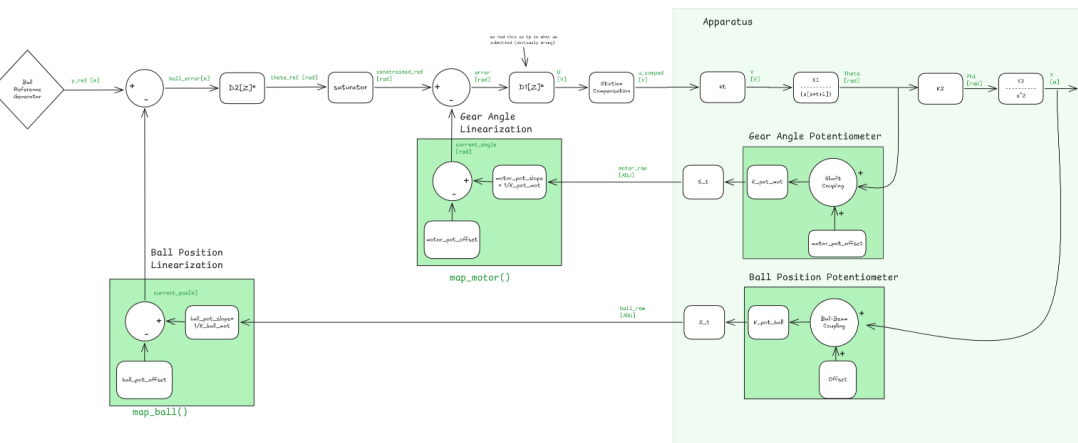 Apparatus
we had this as Kp in what we
submitted (obviously wrong)
Ball
Reference
Generator
y_ref [m]
+
-
ball_error[m]
D2[Z]*
theta_ref [rad]
saturator
constrained_ref
[rad]
+
-
error
[rad]
D1[Z]*
U
[V]
Stiction
Compensation
u_comped
[V]
Ht
V
[V]
K1
(s[s+t+1])
Theta
[rad]
K2
Phi
[rad]
K3
s^2
Y
[m]
Gear Angle
Linearization
current_angle
[rad]
+
-
motor_pot_slope
= 1/K_pot_mot
motor_pot_offset
map_motor()
motor_raw
[ADU]
S_t
Gear Angle Potentiometer
K_pot_mot
Shaft
Coupling
+
+
motor_pot_offset
Ball Position
Linearization
current_pos[m]
+
-
ball_pot_slope=
1/K_ball_mot
ball_pot_offset
map_ball()
ball_raw
[ADU]
S_t
Ball Position Potentiometer
K_pot_ball
Ball-Beam
Coupling
+
+
Offset